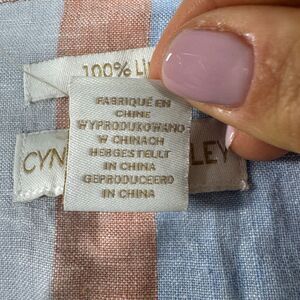 100% Li
FABRIQUÉ EN
CHINE
WYPRODUKOWANO
W CHINACH
HERGESTELLT
IN CHINA
GEPRODUCEERD
IN CHINA
CYN
LEY